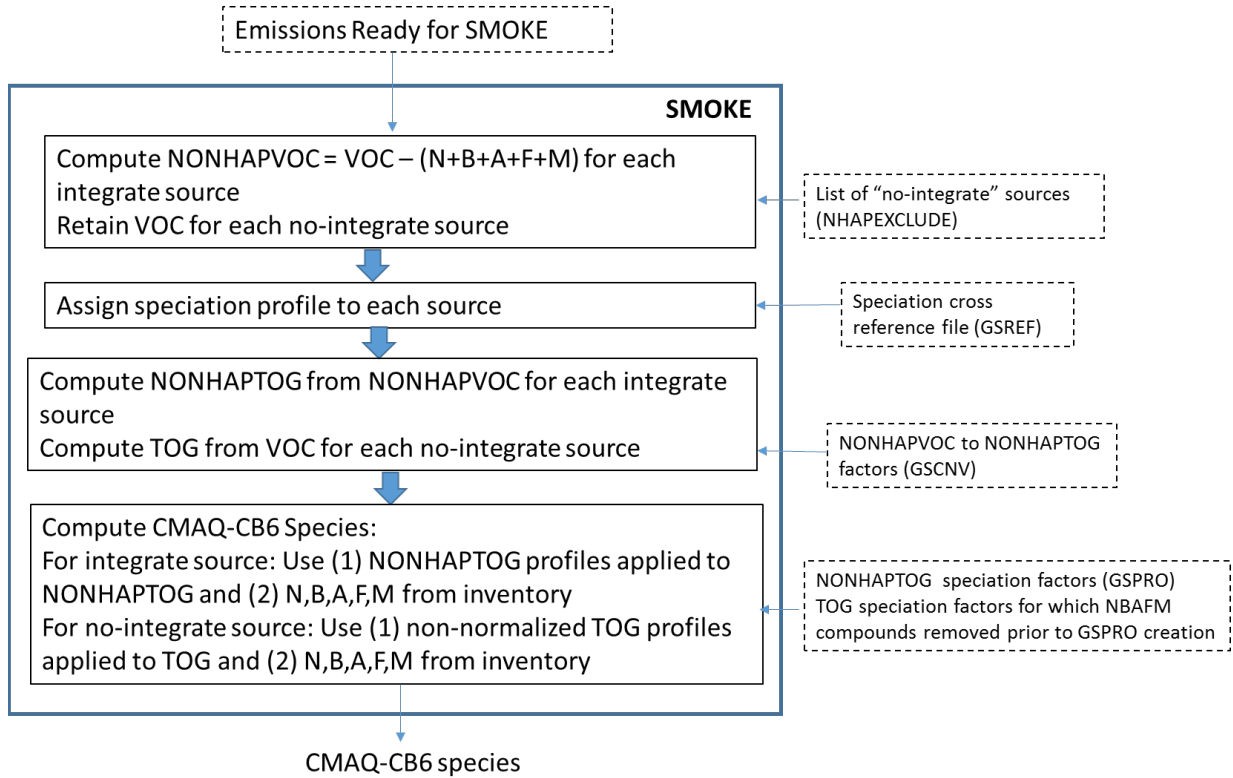 Emissions Ready for SMOKE
SMOKE
Compute NONHAPVOC = VOC – (N+B+A+F+M) for each
integrate source
Retain VOC for each no-integrate source
List of “no-integrate” sources
(NHAPEXCLUDE)
Assign speciation profile to each source
Speciation cross
reference file (GSREF)
Compute NONHAPTOG from NONHAPVOC for each integrate
source
Compute TOG from VOC for each no-integrate source
NONHAPVOC to NONHAPTOG
factors (GSCNV)
Compute CMAQ-CB6 Species:
For integrate source: Use (1) NONHAPTOG profiles applied to
NONHAPTOG and (2) N,B,A,F,M from inventory
For no-integrate source: Use (1) non-normalized TOG profiles
applied to TOG and (2) N,B,A,F,M from inventory
NONHAPTOG speciation factors (GSPRO)
TOG speciation factors for which NBAFM
compounds removed prior to GSPRO creation
CMAQ-CB6 species